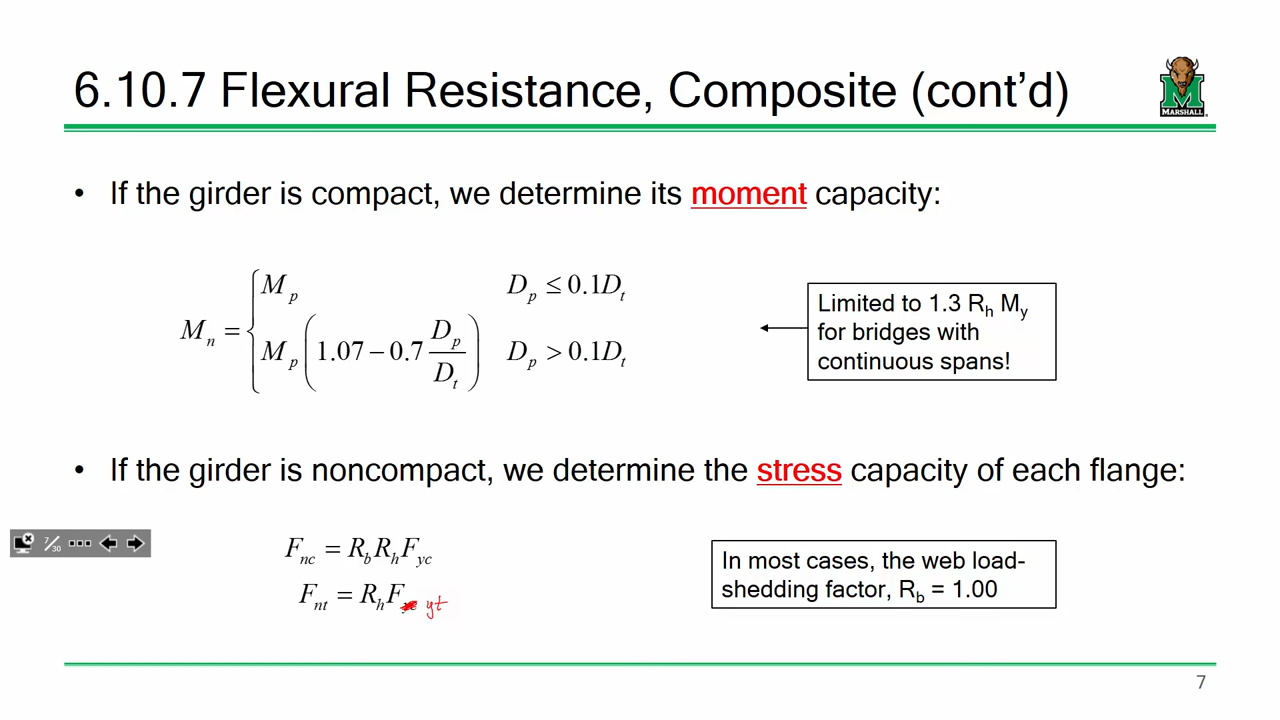 6.10.7 Flexural Resistance, Composite (cont’d)
MARSHALL
• If the girder is compact, we determine its moment capacity:
M_n = { M_p    D_p ≤ 0.1D_t
M_p (1.07 − 0.7 D_p / D_t)    D_p > 0.1D_t
Limited to 1.3 R_h M_y
for bridges with
continuous spans!
• If the girder is noncompact, we determine the stress capacity of each flange:
7/30
F_nc = R_b R_h F_yc
F_nt = R_h F yt
In most cases, the web load-
shedding factor, R_b = 1.00
7